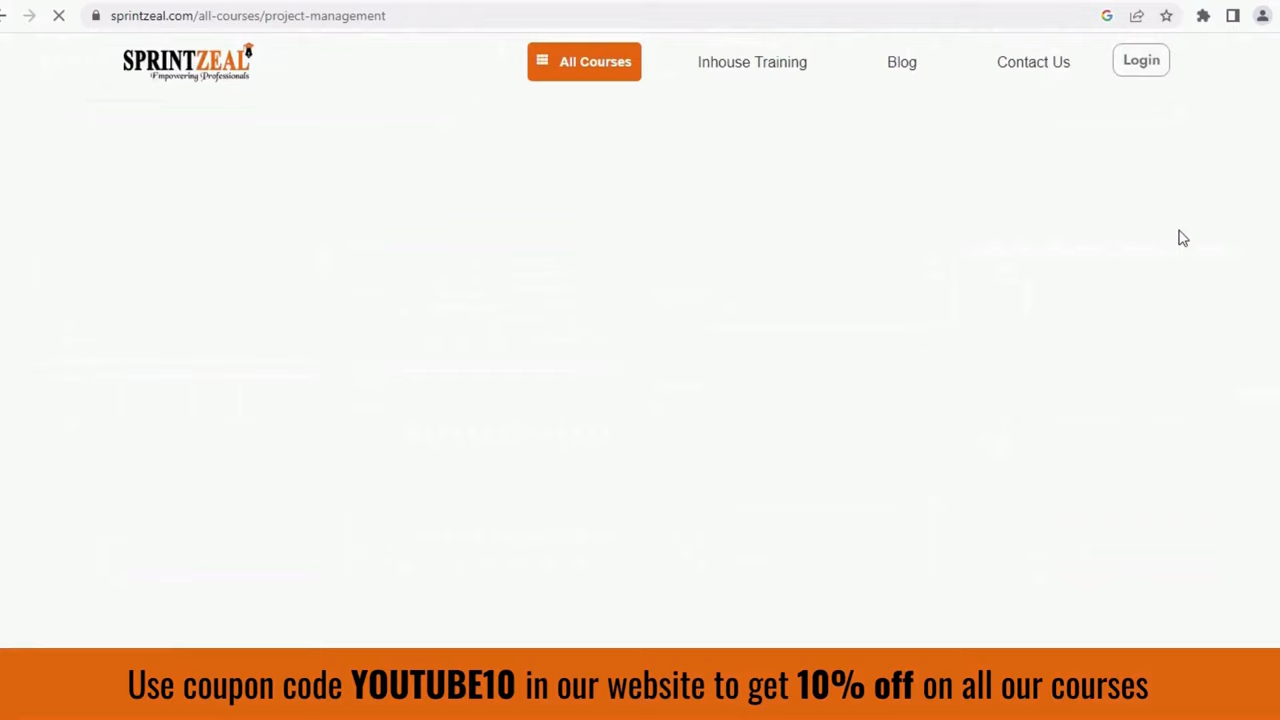 sprintzeal.com/all-courses/project-management
SPRINTZEAL
Empowering Professionals
All Courses
Inhouse Training
Blog
Contact Us
Login
Use coupon code YOUTUBE10 in our website to get 10% off on all our courses